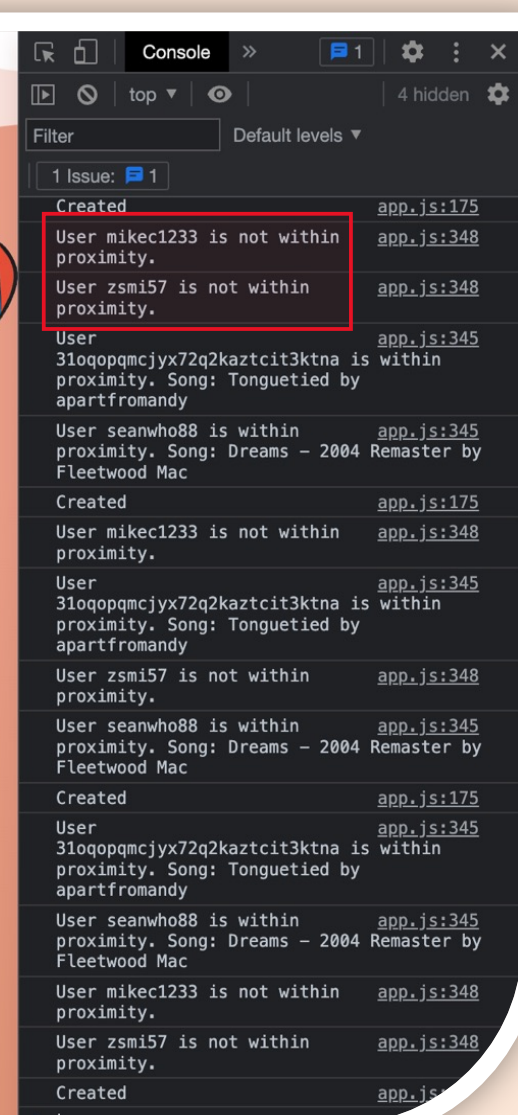 Console » 1
top ▼ 4 hidden
Filter Default levels ▼
1 Issue: 1
Created app.js:175
User mikec1233 is not within app.js:348
proximity.
User zsmi57 is not within app.js:348
proximity.
User app.js:345
31oqopqmcjyx72q2kaztcit3ktna is within
proximity. Song: Tonguetied by
apartfromandy
User seanwho88 is within app.js:345
proximity. Song: Dreams – 2004 Remaster by
Fleetwood Mac
Created app.js:175
User mikec1233 is not within app.js:348
proximity.
User app.js:345
31oqopqmcjyx72q2kaztcit3ktna is within
proximity. Song: Tonguetied by
apartfromandy
User zsmi57 is not within app.js:348
proximity.
User seanwho88 is within app.js:345
proximity. Song: Dreams – 2004 Remaster by
Fleetwood Mac
Created app.js:175
User app.js:345
31oqopqmcjyx72q2kaztcit3ktna is within
proximity. Song: Tonguetied by
apartfromandy
User seanwho88 is within app.js:345
proximity. Song: Dreams – 2004 Remaster by
Fleetwood Mac
User mikec1233 is not within app.js:348
proximity.
User zsmi57 is not within app.js:348
proximity.
Created app.js